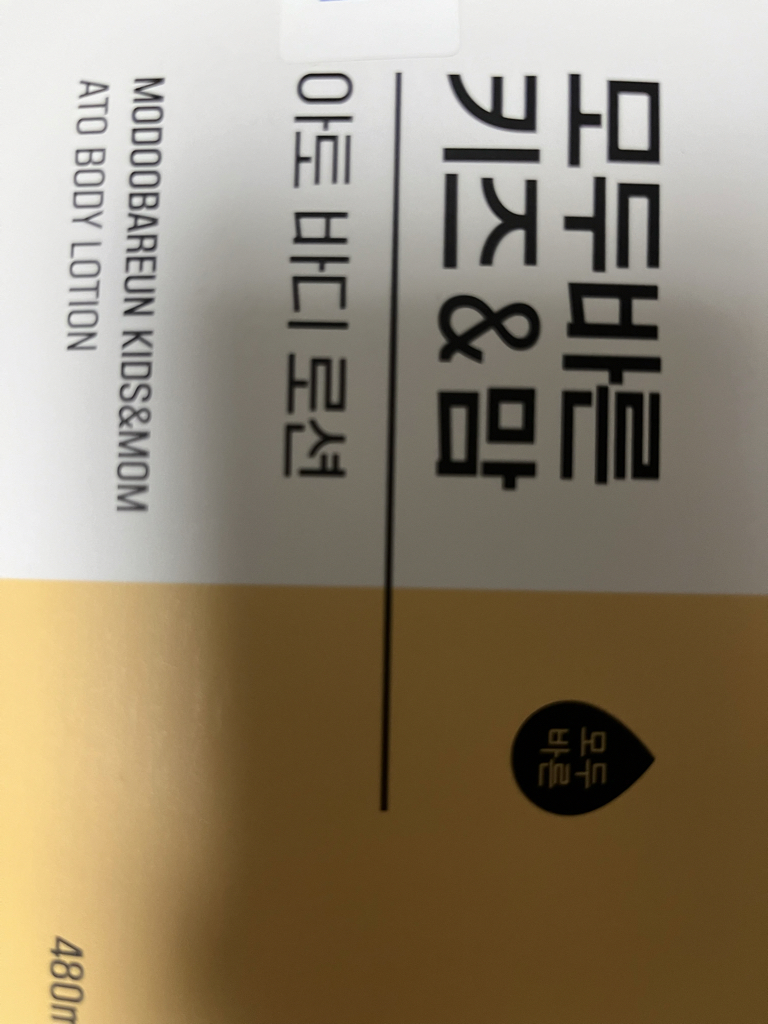 모두바른
키즈&맘
아토 바디 로션
MODOOBAREUN KIDS&MOM
ATO BODY LOTION
모두
바른
480m